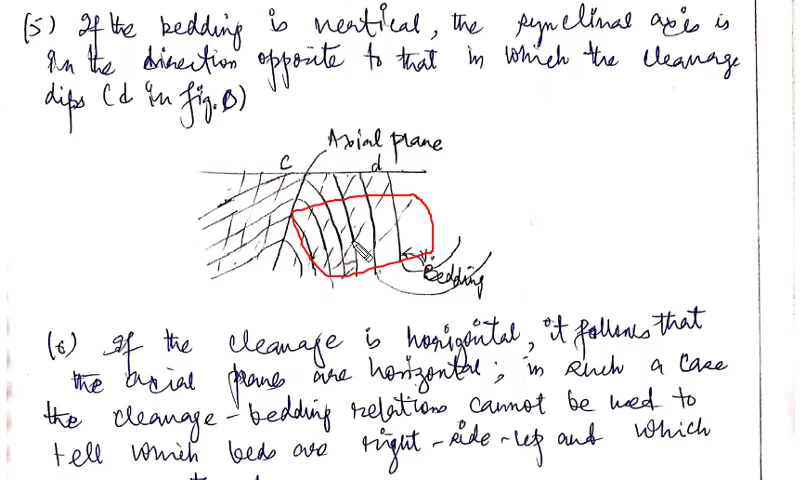 (5) If the bedding is vertical, the synclinal axis is
in the direction opposite to that in which the cleavage
dips (d in fig. D)
Axial plane
c
d
Bedding
(6) If the cleavage is horizontal, it follows that
the axial planes are horizontal; in such a case
the cleavage-bedding relations cannot be used to
tell which beds are right-side-up and which